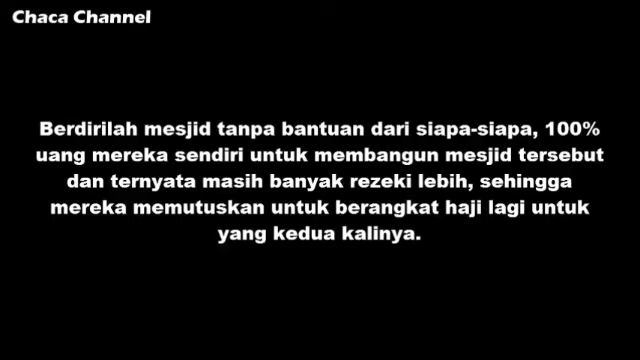 Chaca Channel
Berdirilah mesjid tanpa bantuan dari siapa-siapa, 100%
uang mereka sendiri untuk membangun mesjid tersebut
dan ternyata masih banyak rezeki lebih, sehingga
mereka memutuskan untuk berangkat haji lagi untuk
yang kedua kalinya.